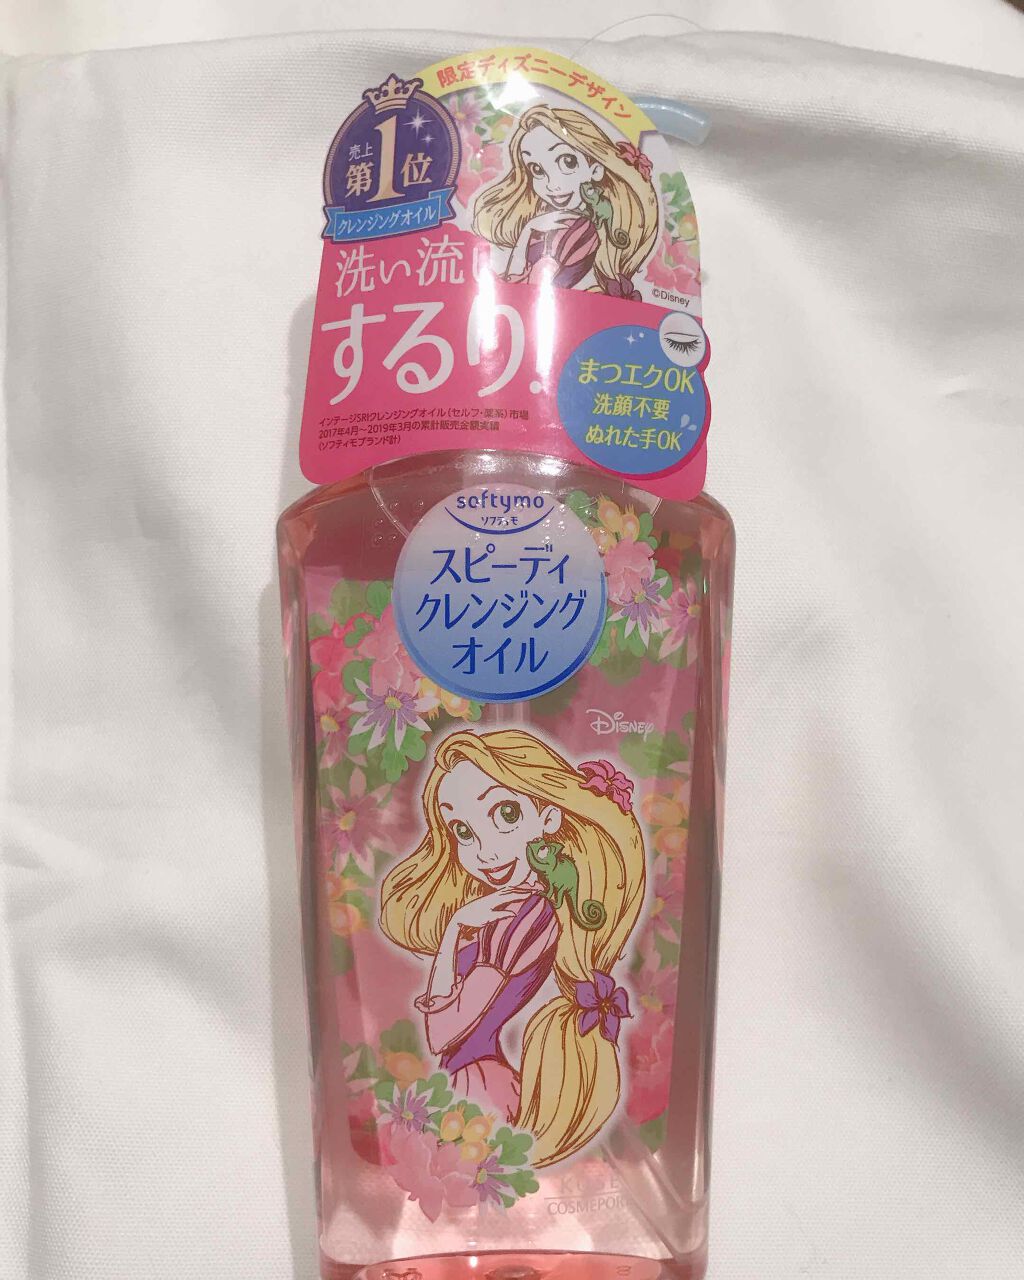 限定ディズニーデザイン
売上
第1位
クレンジングオイル
洗い流し
するり!
©Disney
まつエクOK
洗顔不要
ぬれた手OK
インテージSRIクレンジングオイル(セルフ・薬系)市場
2017年4月〜2019年3月の累計販売金額実績
(ソフティモブランド計)
softymo
ソフティモ
スピーディ
クレンジング
オイル
Disney
KOSÉ
COSMEPORT